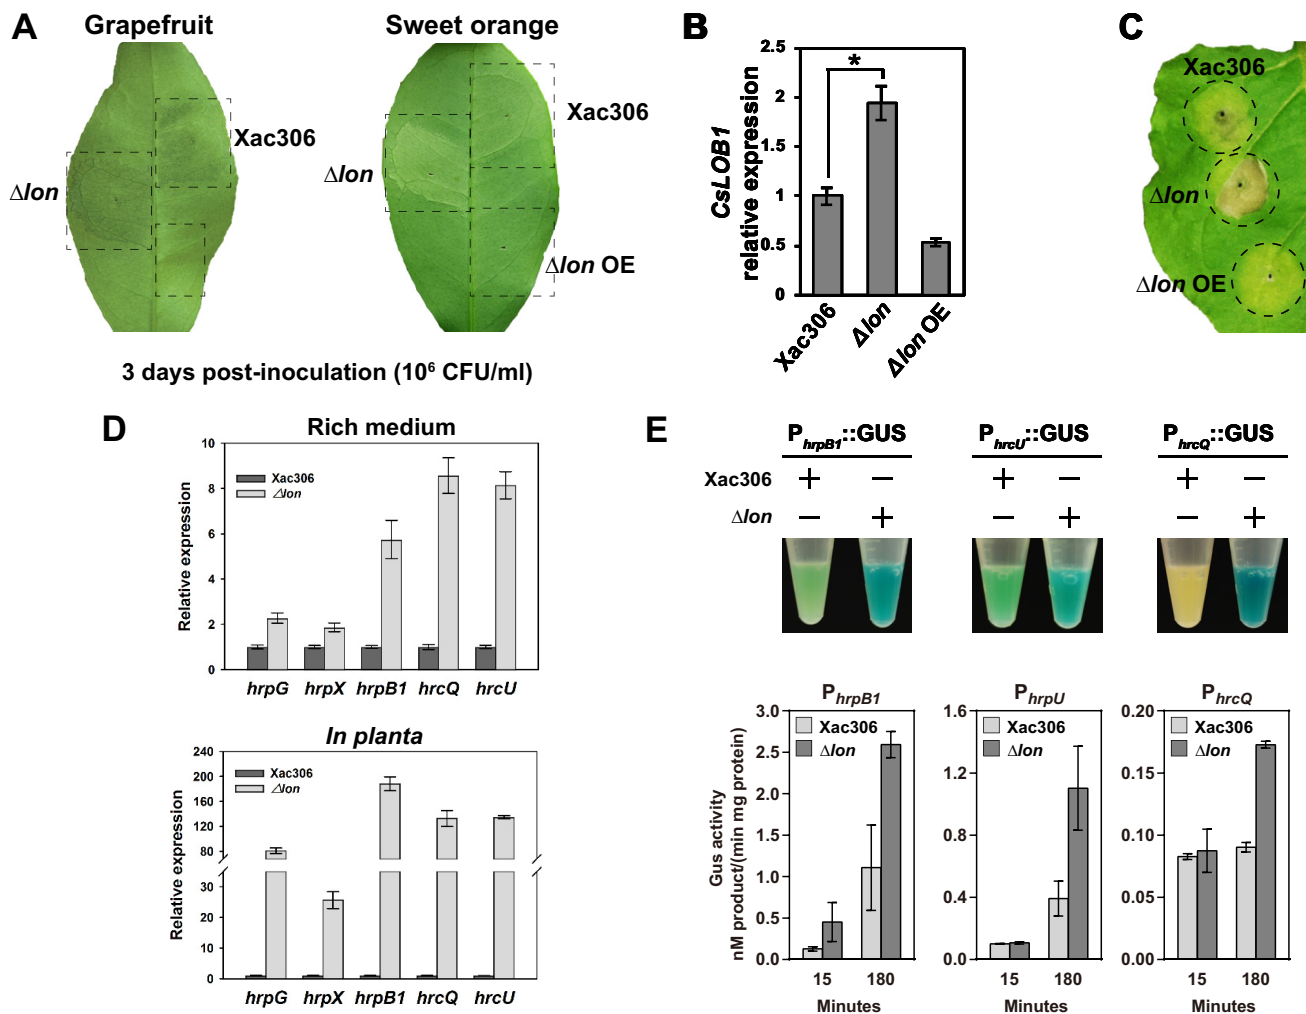 A
Grapefruit
Sweet orange
Xac306
Δlon
Xac306
Δlon
Δlon OE
3 days post-inoculation (10⁶ CFU/ml)
B
CsLOB1
relative expression
2.5
2
1.5
1
0.5
0
*
Xac306
Δlon
Δlon OE
C
Xac306
Δlon
Δlon OE
D
Rich medium
Relative expression
10
8
6
4
2
0
Xac306
Δlon
hrpG hrpX hrpB1 hrcQ hrcU
In planta
Relative expression
240
200
160
120
80
30
20
10
0
Xac306
Δlon
hrpG hrpX hrpB1 hrcQ hrcU
E
PhrpB1::GUS PhrcU::GUS PhrcQ::GUS
Xac306 + − + − + −
Δlon − + − + − +
PhrpB1
Gus activity
nM product/(min mg protein)
3.0
2.5
2.0
1.5
1.0
0.5
0.0
Xac306
Δlon
15 180
Minutes
PhrpU
1.6
1.2
0.8
0.4
0.0
Xac306
Δlon
15 180
Minutes
PhrcQ
0.20
0.15
0.10
0.05
0.00
Xac306
Δlon
15 180
Minutes